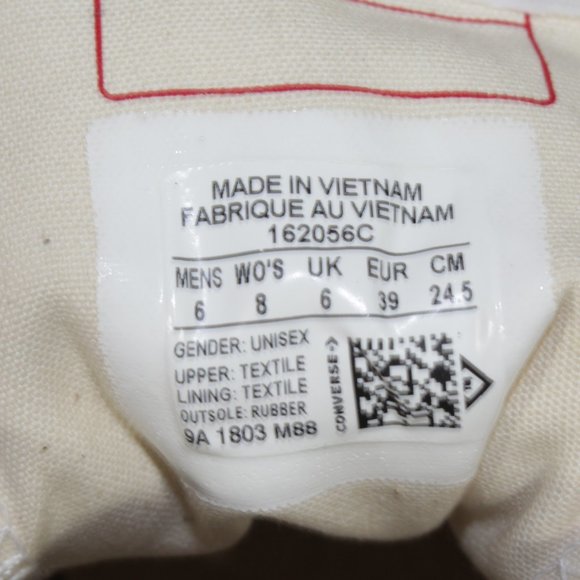 MADE IN VIETNAM
FABRIQUE AU VIETNAM
162056C
MENS WO'S UK EUR CM
6 8 6 39 24.5
GENDER: UNISEX
UPPER: TEXTILE
LINING: TEXTILE
OUTSOLE: RUBBER
9A 1803 M88
CONVERSE